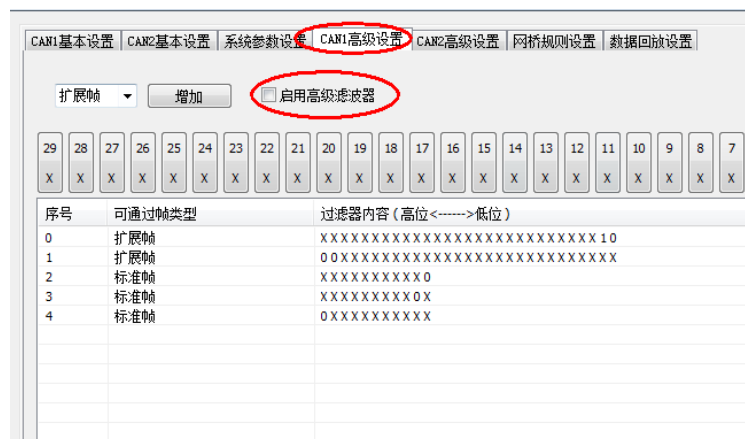 CAN1基本设置 CAN2基本设置 系统参数设置 CAN1高级设置 CAN2高级设置 网桥规则设置 数据回放设置
扩展帧 增加 启用高级滤波器
29 28 27 26 25 24 23 22 21 20 19 18 17 16 15 14 13 12 11 10 9 8 7
X X X X X X X X X X X X X X X X X X X X X X X
序号 可通过帧类型 过滤器内容(高位<------>低位)
0 扩展帧 XXXXXXXXXXXXXXXXXXXXXXXXXXX10
1 扩展帧 00XXXXXXXXXXXXXXXXXXXXXXXXXXX
2 标准帧 XXXXXXXXXX0
3 标准帧 XXXXXXXXX0X
4 标准帧 0XXXXXXXXXX